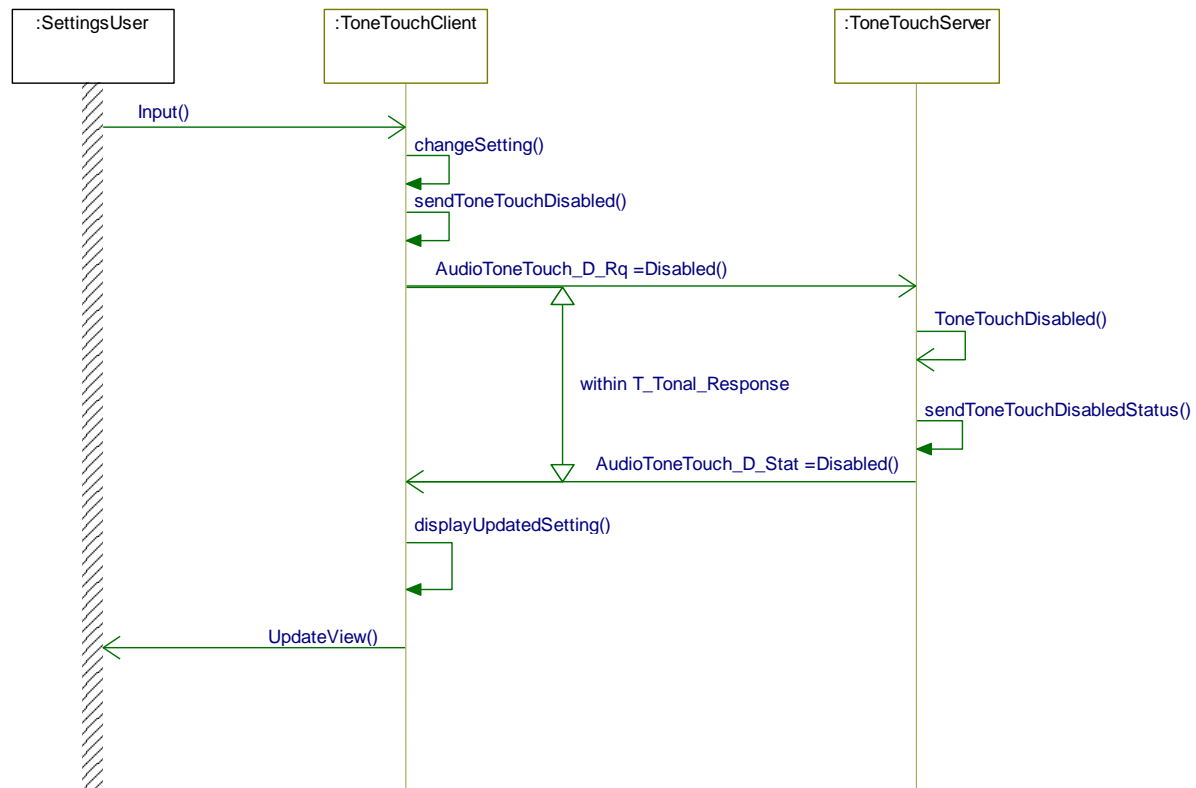 :SettingsUser
:ToneTouchClient
:ToneTouchServer
Input()
changeSetting()
sendToneTouchDisabled()
AudioToneTouch_D_Rq =Disabled()
ToneTouchDisabled()
within T_Tonal_Response
sendToneTouchDisabledStatus()
AudioToneTouch_D_Stat =Disabled()
displayUpdatedSetting()
UpdateView()